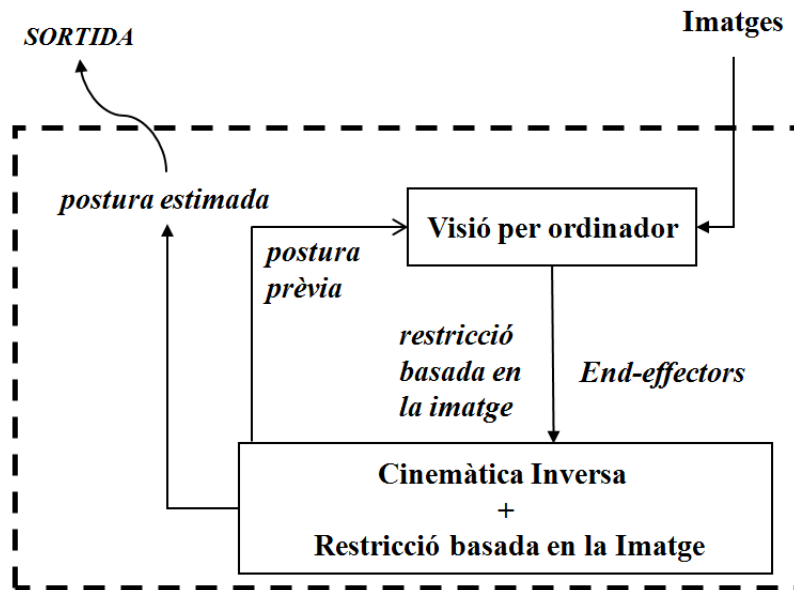 Imatges
SORTIDA
postura estimada
Visió per ordinador
postura
prèvia
restricció
basada en
la imatge
End-effectors
Cinemàtica Inversa
+
Restricció basada en la Imatge